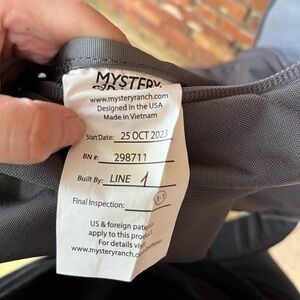 MYSTERY
www.mysteryranch.com
Designed in the USA
Made in Vietnam
Start Date: 25 OCT 2023
BN #: 298711
Built By: LINE 1
Final Inspection:
US & foreign
apply to this
For details
www.mysteryranch.com/